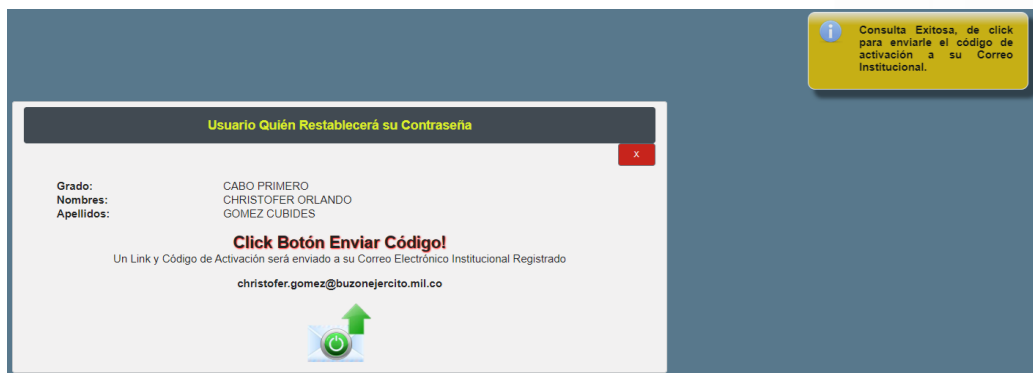 Consulta Exitosa, de click
para enviarle el código de
activación a su Correo
Institucional.
Usuario Quién Restablecerá su Contraseña
x
Grado: CABO PRIMERO
Nombres: CHRISTOFER ORLANDO
Apellidos: GOMEZ CUBIDES
Click Botón Enviar Código!
Un Link y Código de Activación será enviado a su Correo Electrónico Institucional Registrado
christofer.gomez@buzonejercito.mil.co